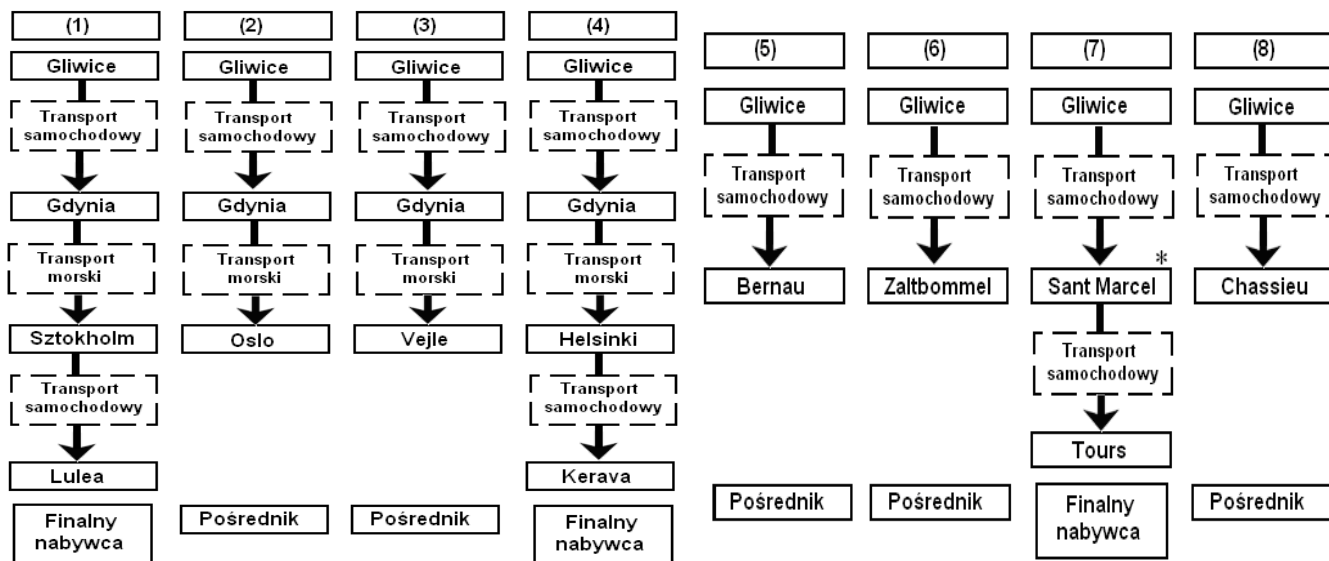 (1)
Gliwice
Transport
samochodowy
Gdynia
Transport
morski
Sztokholm
Transport
samochodowy
Lulea
Finalny
nabywca
(2)
Gliwice
Transport
samochodowy
Gdynia
Transport
morski
Oslo
Pośrednik
(3)
Gliwice
Transport
samochodowy
Gdynia
Transport
morski
Vejle
Pośrednik
(4)
Gliwice
Transport
samochodowy
Gdynia
Transport
morski
Helsinki
Transport
samochodowy
Kerava
Finalny
nabywca
(5)
Gliwice
Transport
samochodowy
Bernau
Pośrednik
(6)
Gliwice
Transport
samochodowy
Zaltbommel
Pośrednik
(7)
Gliwice
Transport
samochodowy
*
Sant Marcel
Transport
samochodowy
Tours
Finalny
nabywca
(8)
Gliwice
Transport
samochodowy
Chassieu
Pośrednik